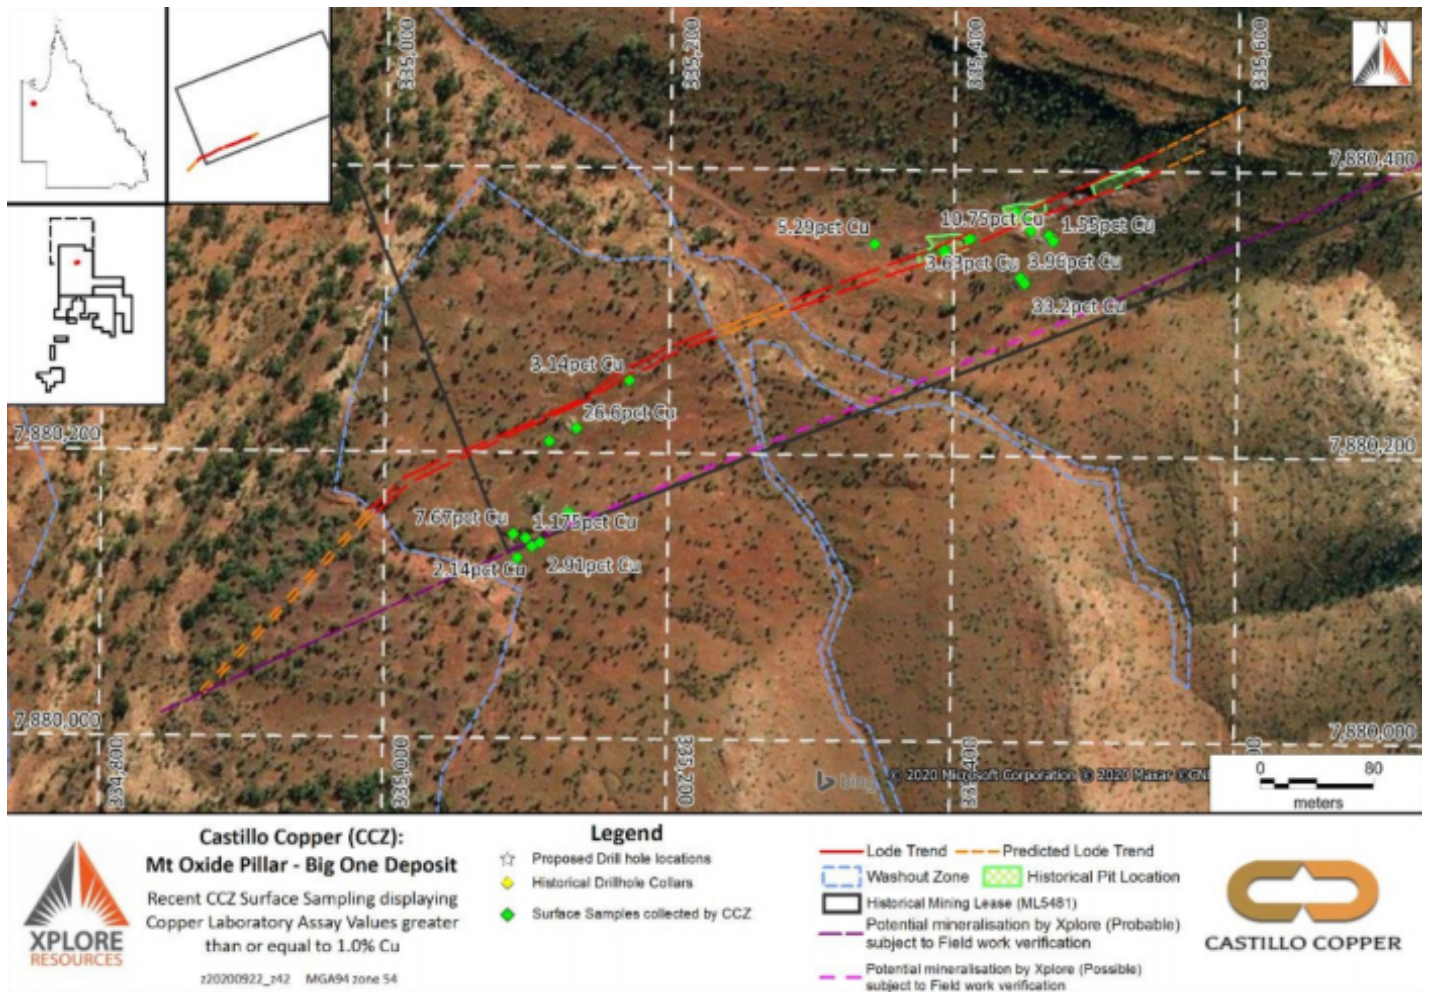 335,000
335,200
335,400
335,600
N
7,880,400
5.29pct Cu
10.75pct Cu
1.55pct Cu
3.63pct Cu
3.96pct Cu
33.2pct Cu
3.14pct Cu
26.6pct Cu
7,880,200
7,880,200
7.67pct Cu
1.175pct Cu
2.14pct Cu
2.91pct Cu
7,880,000
7,880,000
334,800
335,000
335,200
335,400
bing
© 2020 Microsoft Corporation © 2020 Maxar ©CN
0 80
meters
Castillo Copper (CCZ):
Mt Oxide Pillar - Big One Deposit
Recent CCZ Surface Sampling displaying
Copper Laboratory Assay Values greater
than or equal to 1.0% Cu
z20200922_z42 MGA94 zone 54
XPLORE
RESOURCES
Legend
Proposed Drill hole locations
Historical Drillhole Collars
Surface Samples collected by CCZ
Lode Trend
Predicted Lode Trend
Washout Zone
Historical Pit Location
Historical Mining Lease (ML5481)
Potential mineralisation by Xplore (Probable)
subject to Field work verification
Potential mineralisation by Xplore (Possible)
subject to Field work verification
CASTILLO COPPER